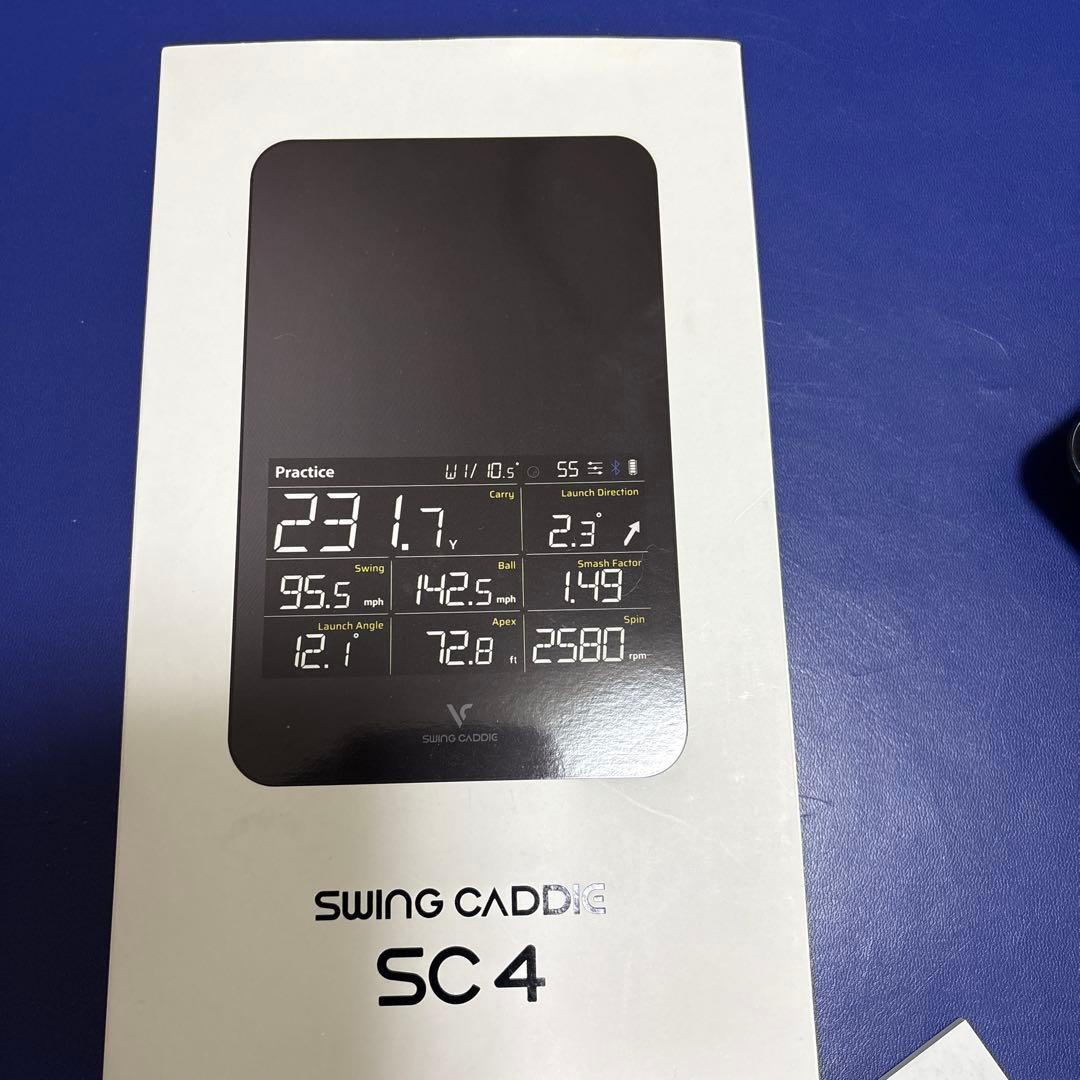 Practice W1/ 10.5° 55
Carry Launch Direction
231.7 Y 2.3°
Swing Ball Smash Factor
95.5 mph 142.5 mph 1.49
Launch Angle Apex Spin
12.1° 72.8 ft 2580 rpm
SWING CADDIE
SWING CADDIE
SC4